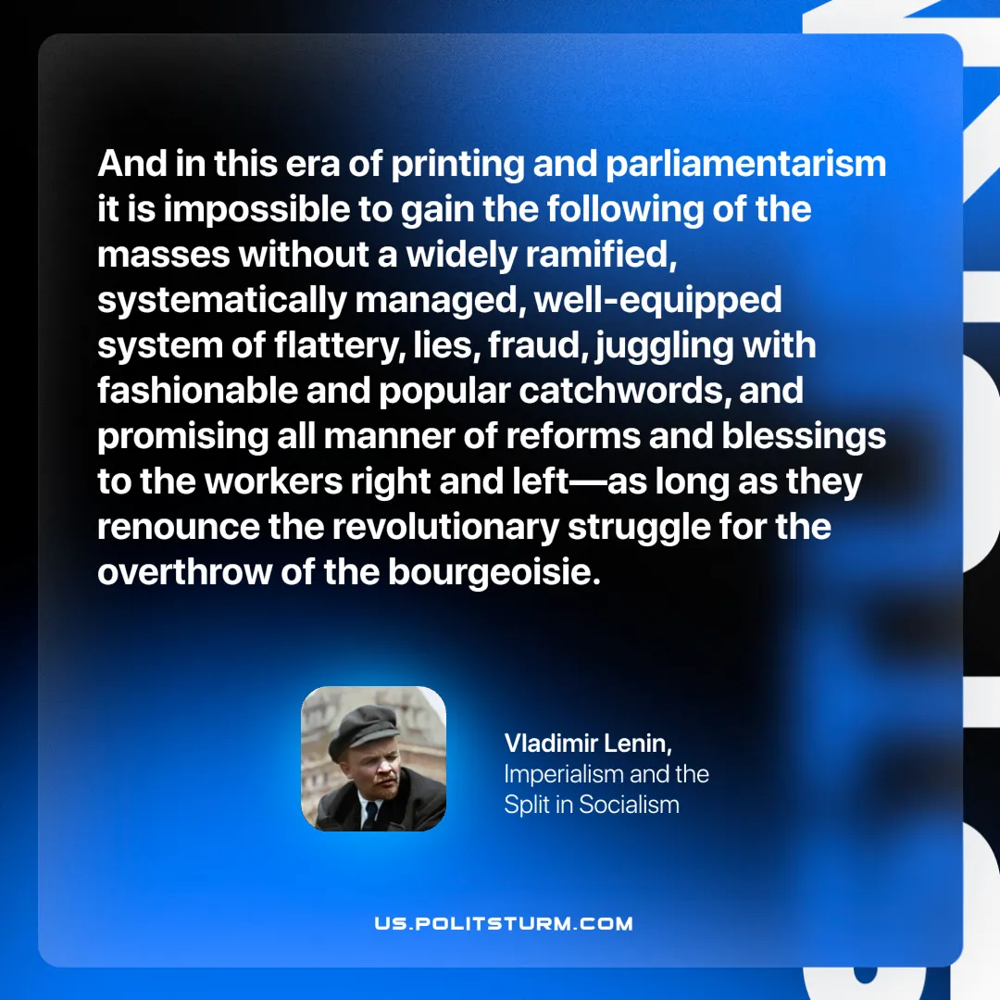 And in this era of printing and parliamentarism
it is impossible to gain the following of the
masses without a widely ramified,
systematically managed, well-equipped
system of flattery, lies, fraud, juggling with
fashionable and popular catchwords, and
promising all manner of reforms and blessings
to the workers right and left—as long as they
renounce the revolutionary struggle for the
overthrow of the bourgeoisie.
Vladimir Lenin,
Imperialism and the
Split in Socialism
US.POLITSTURM.COM